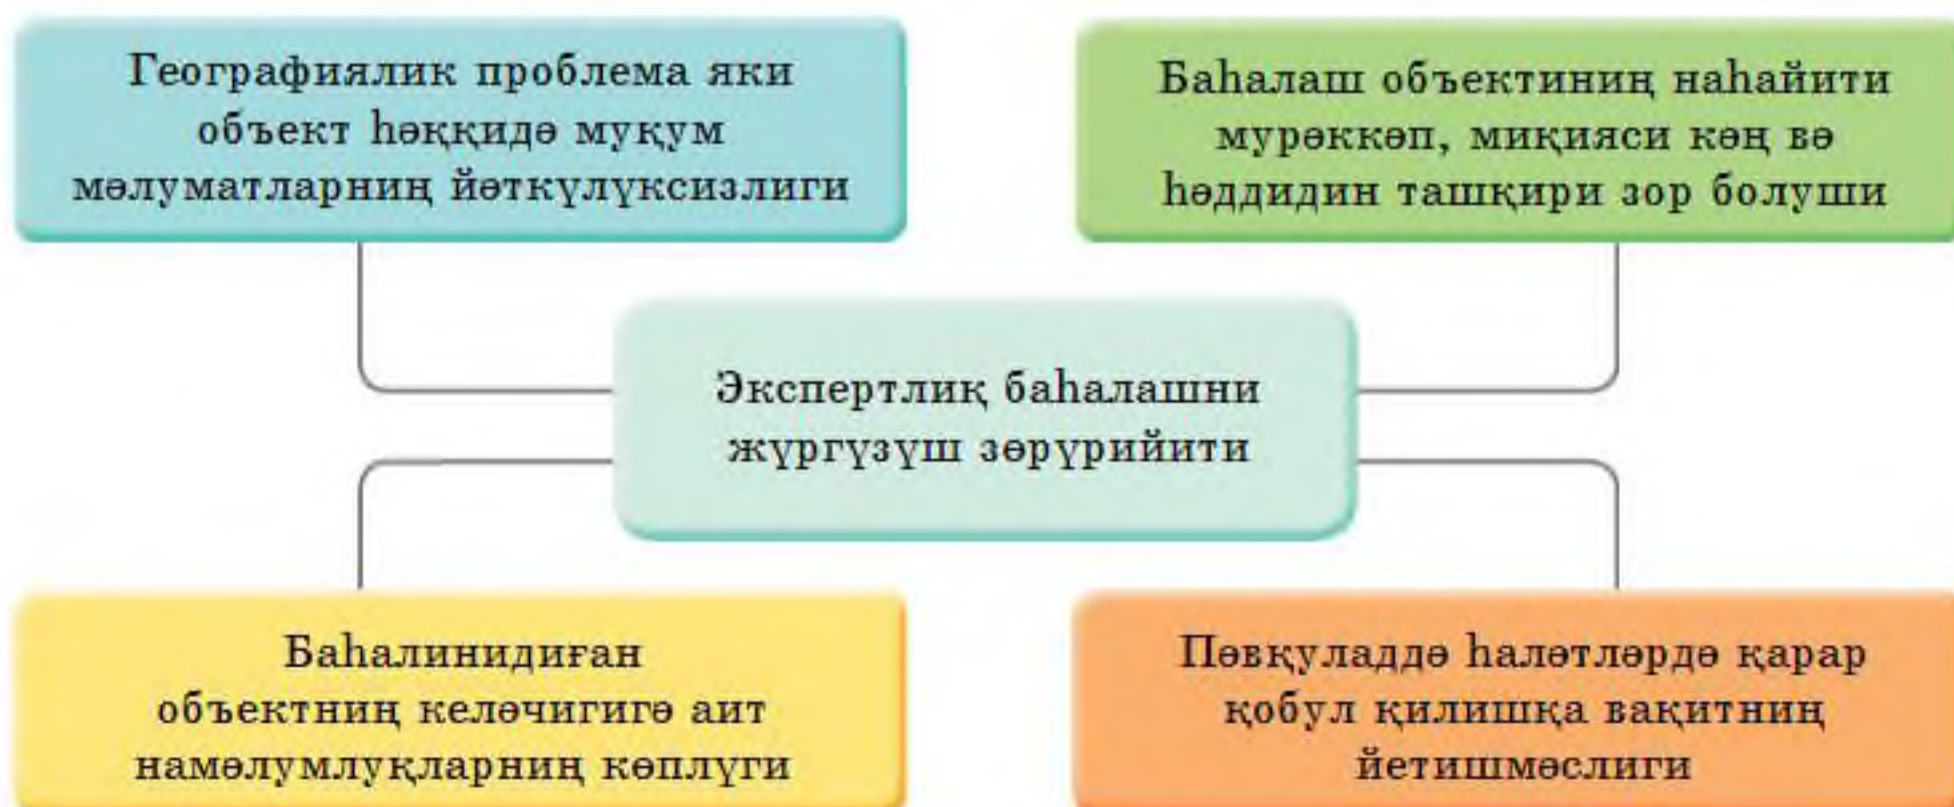 Географиялик проблема яки
объект һәққидә муқум
мәлуматларниң йәткүлүксизлиги
Баһалаш объектиниң наһайити
мурәккәп, миқияси кәң вә
һәддидин ташқири зор болуши
Экспертлиқ баһалашни
жүргүзүш зөрүрийити
Баһалинидиған
объектниң келәчигигә аит
намәлумлуқларниң көплүги
Пәвқуладдә һаләтләрдә қарар
қобул қилишқа вақитниң
йетишмәслиги